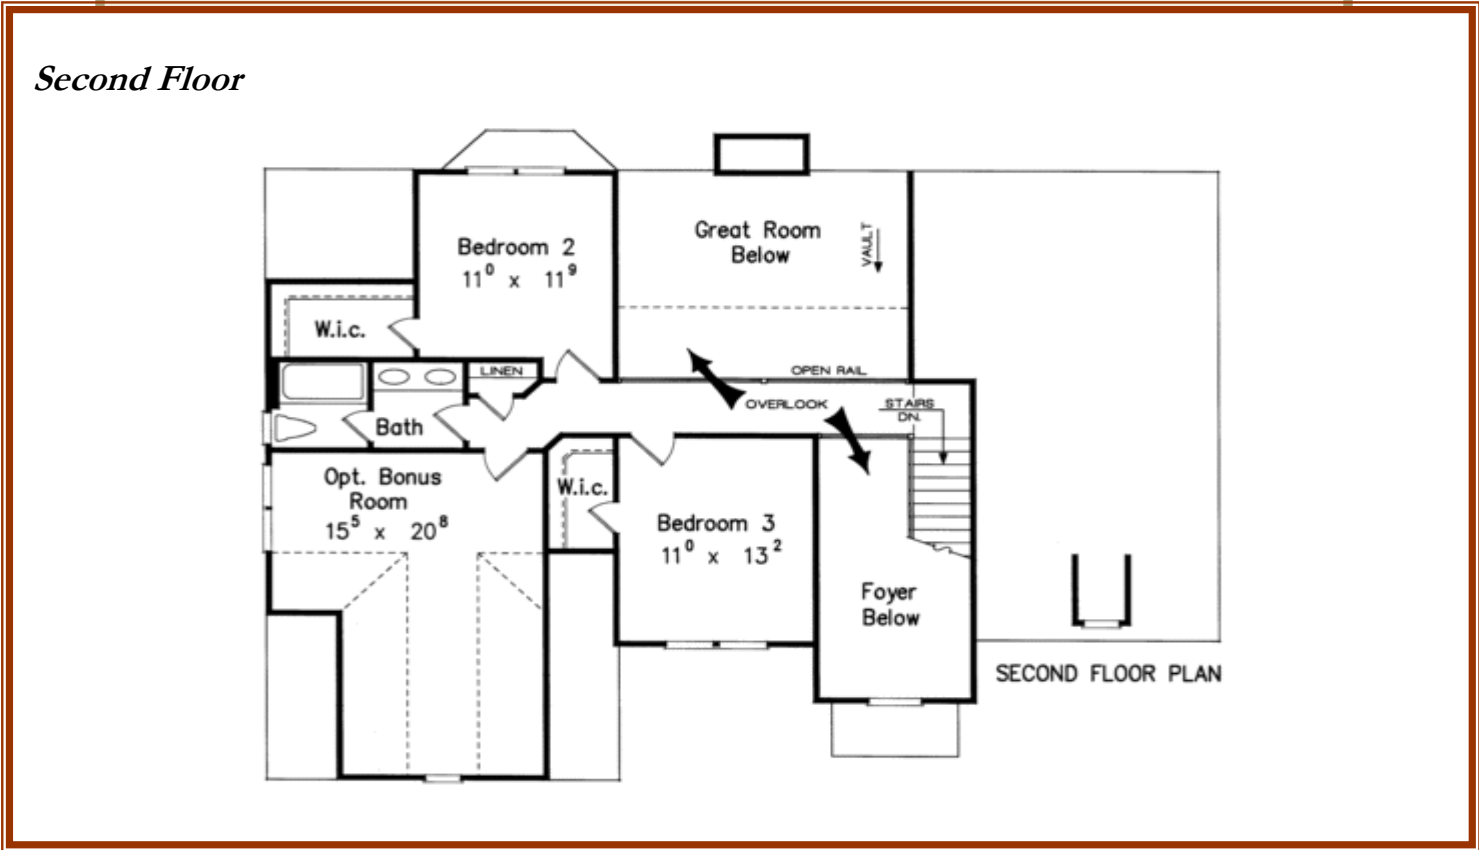 Second Floor
Great Room
Below
VAULT
Bedroom 2
11⁰ x 11⁹
W.i.c.
LINEN
OPEN RAIL
OVERLOOK
STAIRS
DN.
Bath
Opt. Bonus
Room
15⁵ x 20⁸
W.i.c.
Bedroom 3
11⁰ x 13²
Foyer
Below
SECOND FLOOR PLAN